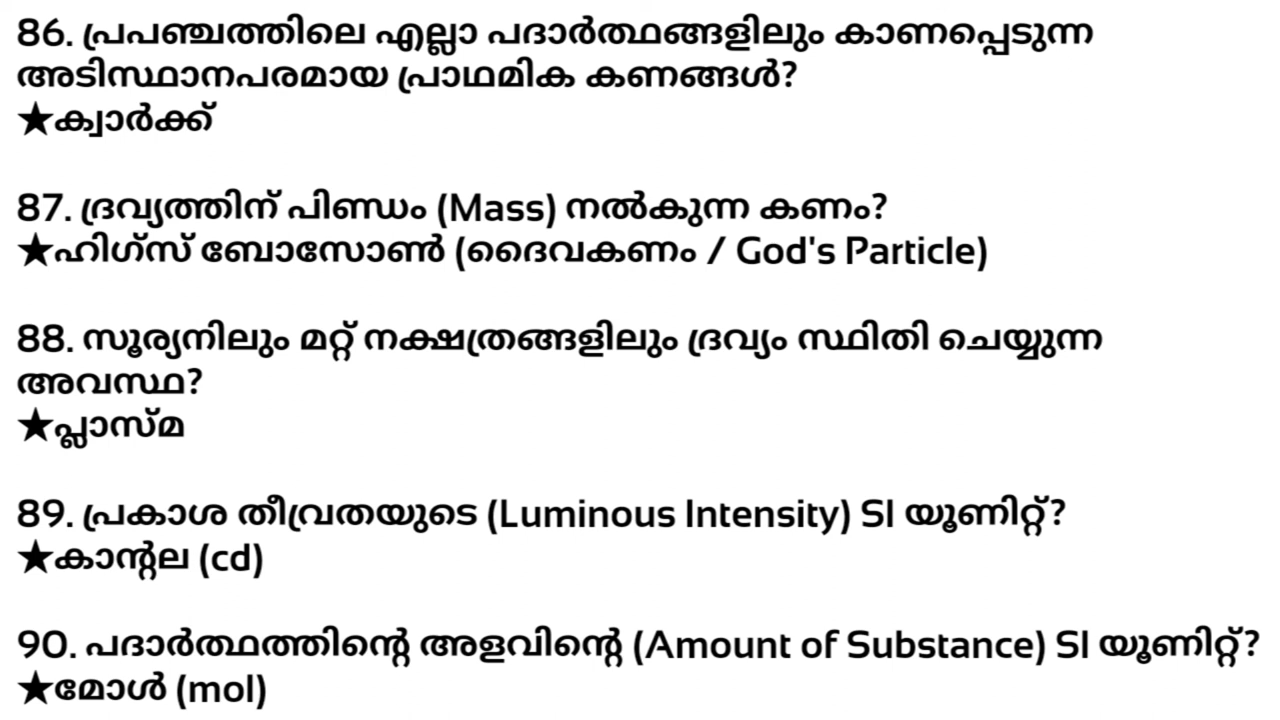 86. പ്രപഞ്ചത്തിലെ എല്ലാ പദാർത്ഥങ്ങളിലും കാണപ്പെടുന്ന
അടിസ്ഥാനപരമായ പ്രാഥമിക കണങ്ങൾ?
★ക്വാർക്ക്
87. ദ്രവ്യത്തിന് പിണ്ഡം (Mass) നൽകുന്ന കണം?
★ഹിഗ്സ് ബോസോൺ (ദൈവകണം / God's Particle)
88. സൂര്യനിലും മറ്റ് നക്ഷത്രങ്ങളിലും ദ്രവ്യം സ്ഥിതി ചെയ്യുന്ന
അവസ്ഥ?
★പ്ലാസ്മ
89. പ്രകാശ തീവ്രതയുടെ (Luminous Intensity) SI യൂണിറ്റ്?
★കാന്റല (cd)
90. പദാർത്ഥത്തിന്റെ അളവിന്റെ (Amount of Substance) SI യൂണിറ്റ്?
★മോൾ (mol)